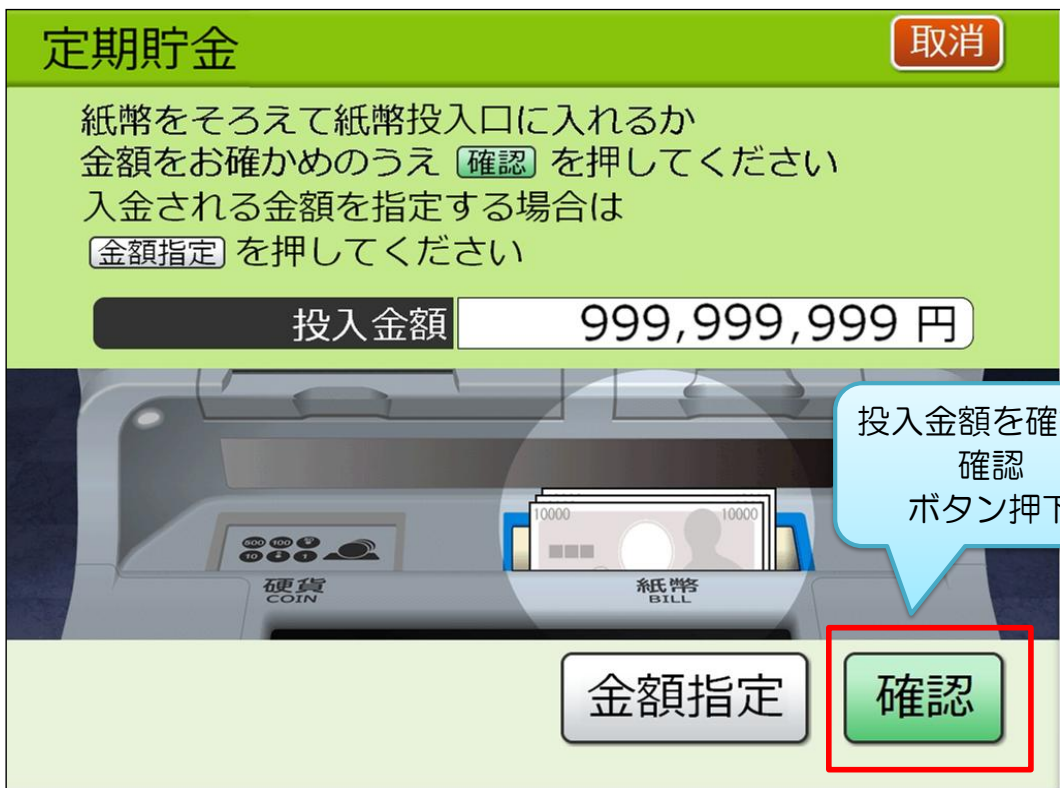 定期貯金
取消
紙幣をそろえて紙幣投入口に入れるか
金額をお確かめのうえ 確認 を押してください
入金される金額を指定する場合は
金額指定 を押してください
投入金額 999,999,999 円
投入金額を確
確認
ボタン押下
10000 10000
500 100
10 1
硬貨
COIN
紙幣
BILL
金額指定
確認